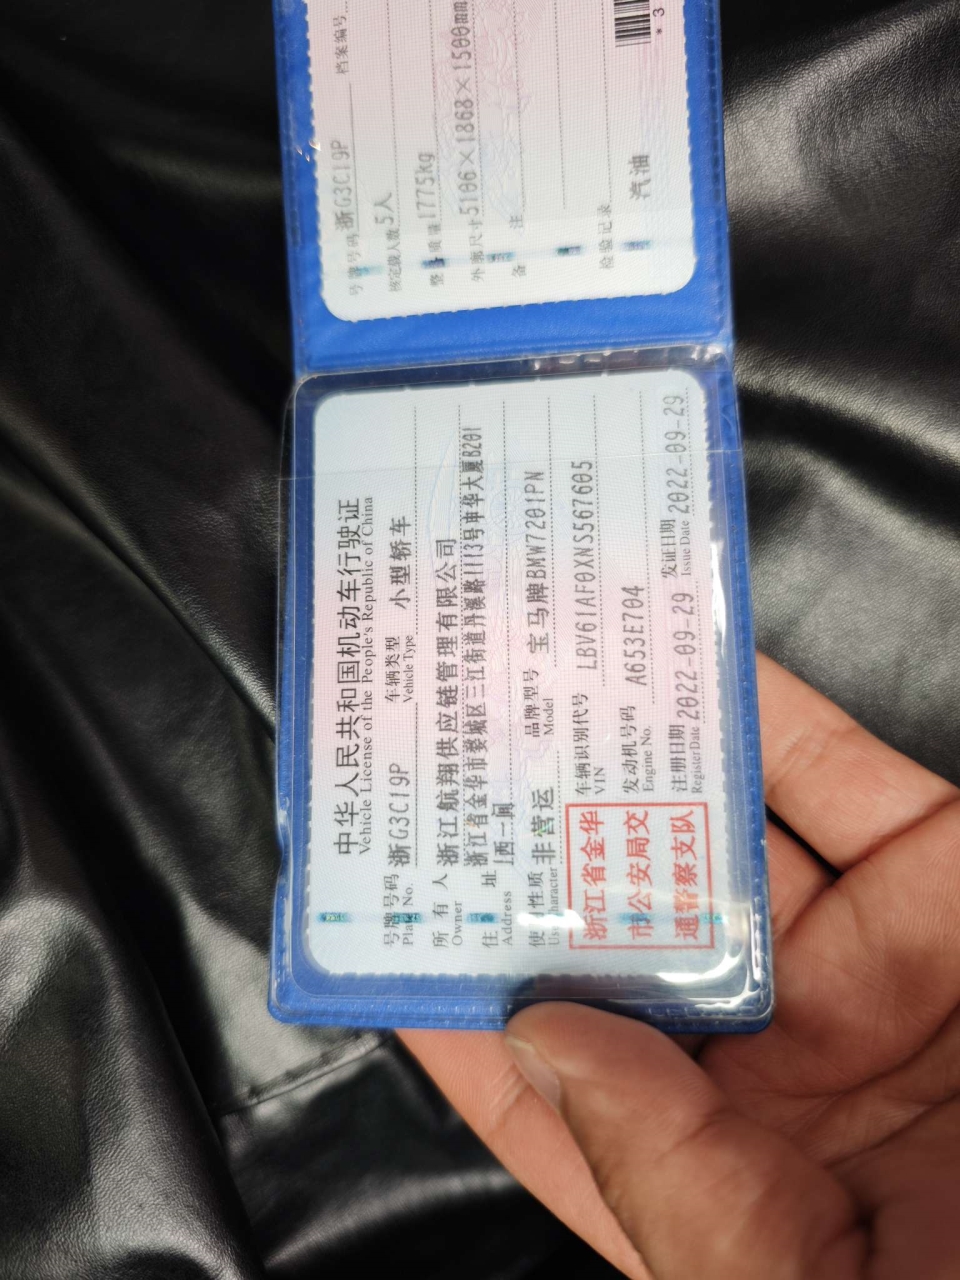 中华人民共和国机动车行驶证
Vehicle License of the People's Republic of China
号牌号码 浙G3C19P 车辆类型 小型轿车
Plate No. Vehicle Type
所有人 浙江航翔供应链管理有限公司
Owner
住址 浙江省金华市婺城区三江街道丹溪路1113号申华大厦B201
Address 西一间
使用性质 非营运 品牌型号 宝马牌BMW7201PN
Use Character Model
浙江省金华
市公安局交
通警察支队
车辆识别代号 LBV61AF0XNS567605
VIN
发动机号码 A653E704
Engine No.
注册日期 2022-09-29 发证日期 2022-09-29
Register Date Issue Date
号牌号码 浙G3C19P 档案编号
核定载人数 5人
整备质量 1775kg
外廓尺寸 5106×1868×1500mm
备注
检验记录
汽油
*3